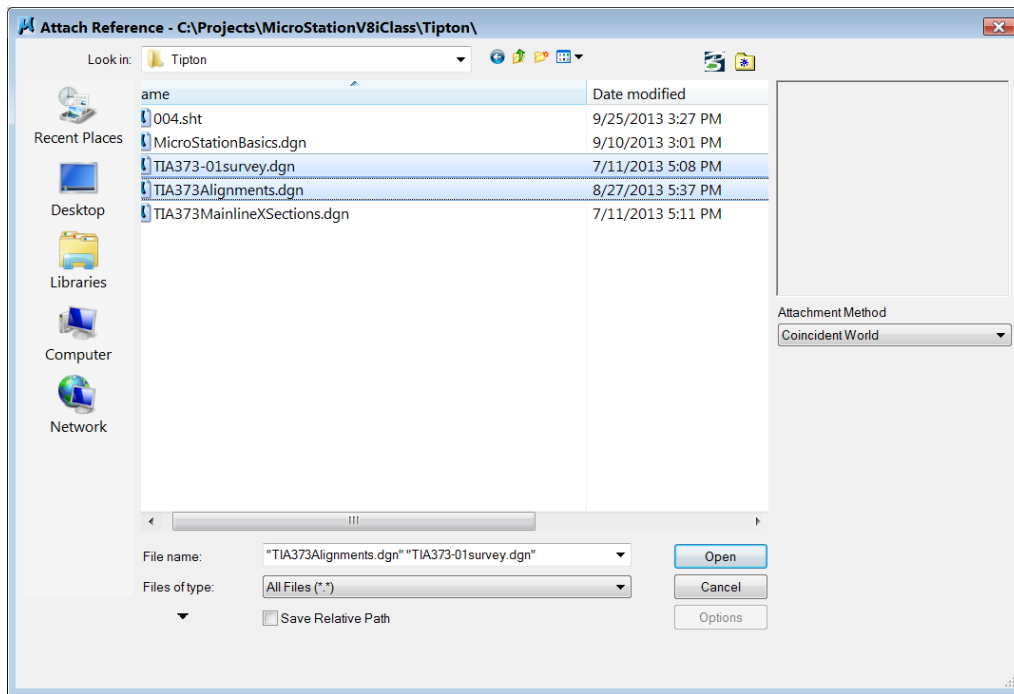 Attach Reference - C:\Projects\MicroStationV8iClass\Tipton\
Look in: Tipton
ame Date modified
004.sht 9/25/2013 3:27 PM
MicroStationBasics.dgn 9/10/2013 3:01 PM
TIA373-01survey.dgn 7/11/2013 5:08 PM
TIA373Alignments.dgn 8/27/2013 5:37 PM
TIA373MainlineXSections.dgn 7/11/2013 5:11 PM
Recent Places
Desktop
Libraries
Computer
Network
Attachment Method
Coincident World
File name: "TIA373Alignments.dgn" "TIA373-01survey.dgn" Open
Files of type: All Files (*.*) Cancel
Save Relative Path Options